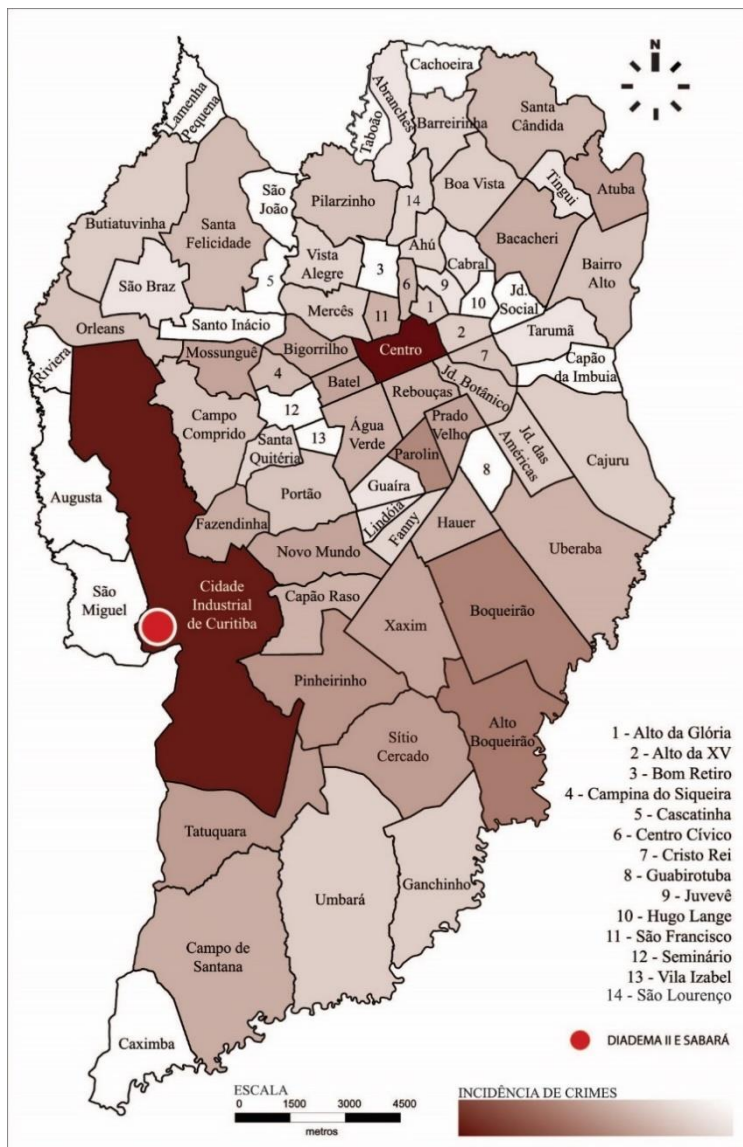 N
Cachoeira
Lamenha
Pequena
Taboão
Abranches
Barreirinha
Santa
Cândida
São
João
Pilarzinho
14
Boa Vista
Tingui
Atuba
Butiatuvinha
Santa
Felicidade
Vista
Alegre
3
Ahú
Cabral
Bacacheri
Bairro
Alto
São Braz
5
6
9
10
Jd.
Social
Mercês
11
1
Orleans
Santo Inácio
2
Tarumã
Centro
Riviera
Mossunguê
Bigorrilho
7
Capão
da Imbuia
4
Batel
Rebouças
Jd. Botânico
Campo
Comprido
12
Água
Verde
Prado
Velho
Jd. das
Américas
Santa
Quitéria
13
Parolin
8
Cajuru
Augusta
Portão
Guaíra
Fazendinha
Lindóia
Fanny
Hauer
Novo Mundo
Uberaba
São
Miguel
Cidade
Industrial
de Curitiba
Capão Raso
Xaxim
Boqueirão
Pinheirinho
Alto
Boqueirão
Sítio
Cercado
Tatuquara
Umbará
Ganchinho
Campo de
Santana
Caximba
1 - Alto da Glória
2 - Alto da XV
3 - Bom Retiro
4 - Campina do Siqueira
5 - Cascatinha
6 - Centro Cívico
7 - Cristo Rei
8 - Guabirotuba
9 - Juvevê
10 - Hugo Lange
11 - São Francisco
12 - Seminário
13 - Vila Izabel
14 - São Lourenço
DIADEMA II E SABARÁ
ESCALA
0 1500 3000 4500
metros
INCIDÊNCIA DE CRIMES